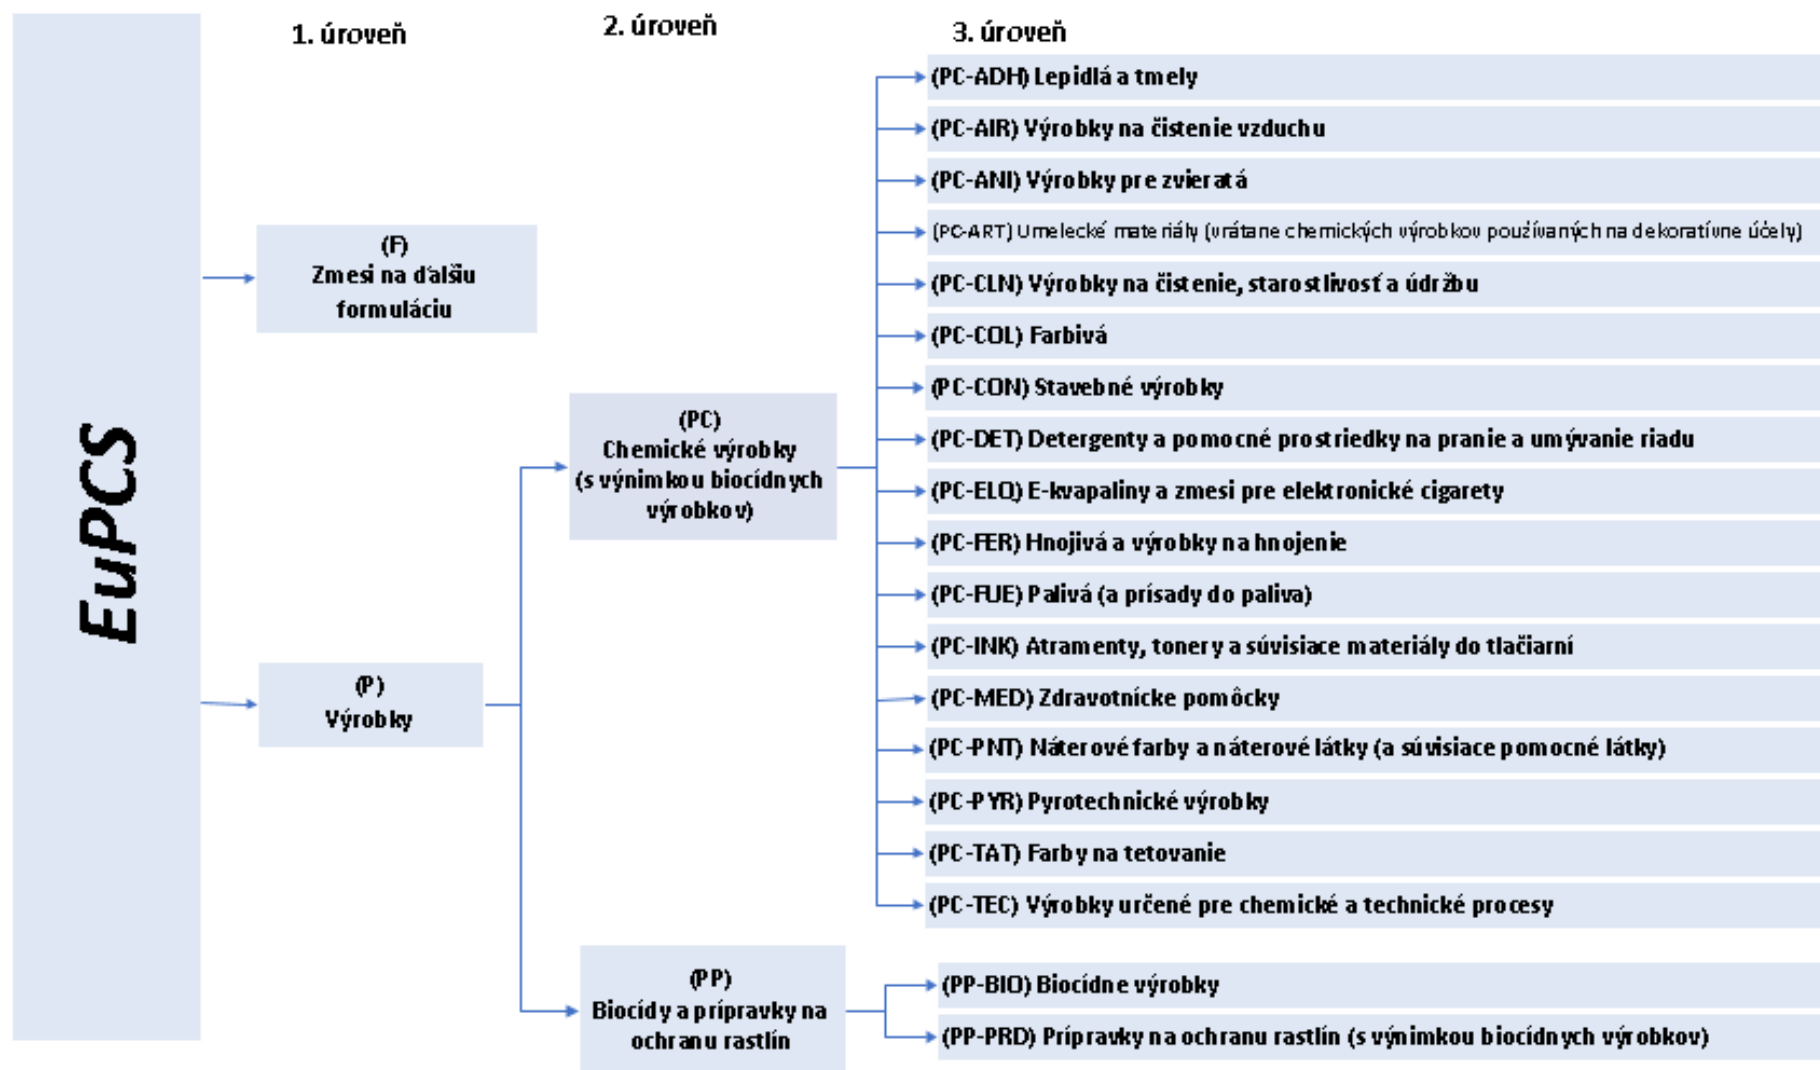 EuPCS
1. úroveň
2. úroveň
3. úroveň
(F)
Zmesi na ďalšiu
formuláciu
(P)
Výrobky
(PC)
Chemické výrobky
(s výnimkou biocídnych
výrobkov)
(PP)
Biocídy a prípravky na
ochranu rastlín
(PC-ADH) Lepidlá a tmely
(PC-AIR) Výrobky na čistenie vzduchu
(PC-ANI) Výrobky pre zvieratá
(PC-ART) Umelecké materiály (vrátane chemických výrobkov používaných na dekoratívne účely)
(PC-CLN) Výrobky na čistenie, starostlivosť a údržbu
(PC-COL) Farbivá
(PC-CON) Stavebné výrobky
(PC-DET) Detergenty a pomocné prostriedky na pranie a umývanie riadu
(PC-ELQ) E-kvapaliny a zmesi pre elektronické cigarety
(PC-FER) Hnojivá a výrobky na hnojenie
(PC-FUE) Palivá (a prísady do paliva)
(PC-INK) Atramenty, tonery a súvisiace materiály do tlačiarní
(PC-MED) Zdravotnícke pomôcky
(PC-PNT) Náterové farby a náterové látky (a súvisiace pomocné látky)
(PC-PYR) Pyrotechnické výrobky
(PC-TAT) Farby na tetovanie
(PC-TEC) Výrobky určené pre chemické a technické procesy
(PP-BIO) Biocídne výrobky
(PP-PRD) Prípravky na ochranu rastlín (s výnimkou biocídnych výrobkov)